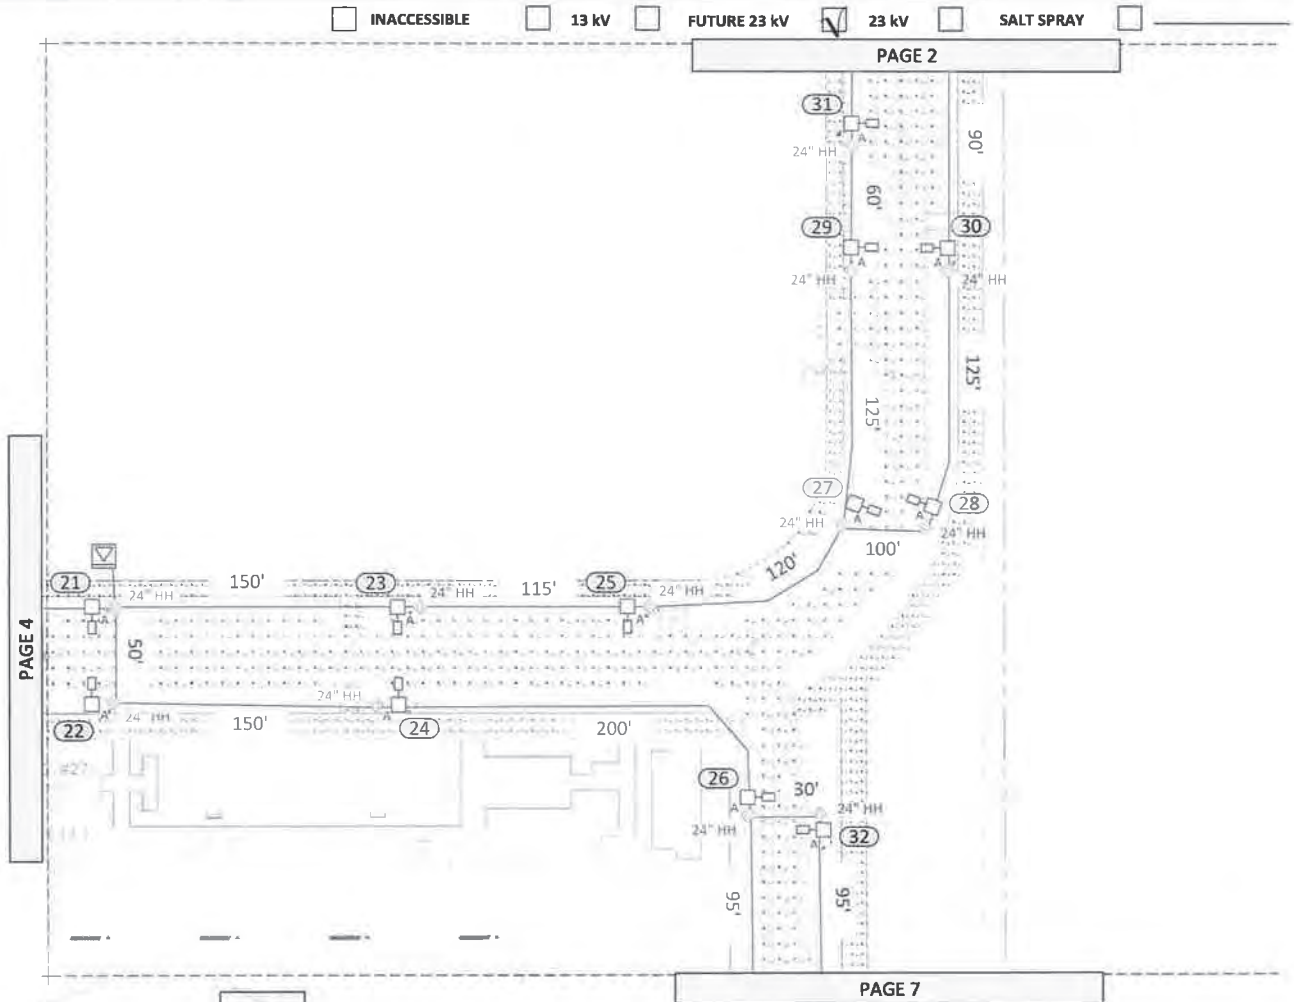 INACCESSIBLE 13 kV FUTURE 23 kV 23 kV SALT SPRAY
PAGE 2
31
A
24" HH
90'
60'
29
30
A
A
24" HH
24" HH
125'
125'
27
28
A
A
24" HH
24" HH
100'
120'
21
150'
23
115'
25
24" HH
24" HH
24" HH
A
A
A
PAGE 4
50'
24" HH
A
24" HH
22
150'
24
200'
#27
26
30'
A
24" HH
24" HH
A
32
95'
95'
PAGE 7